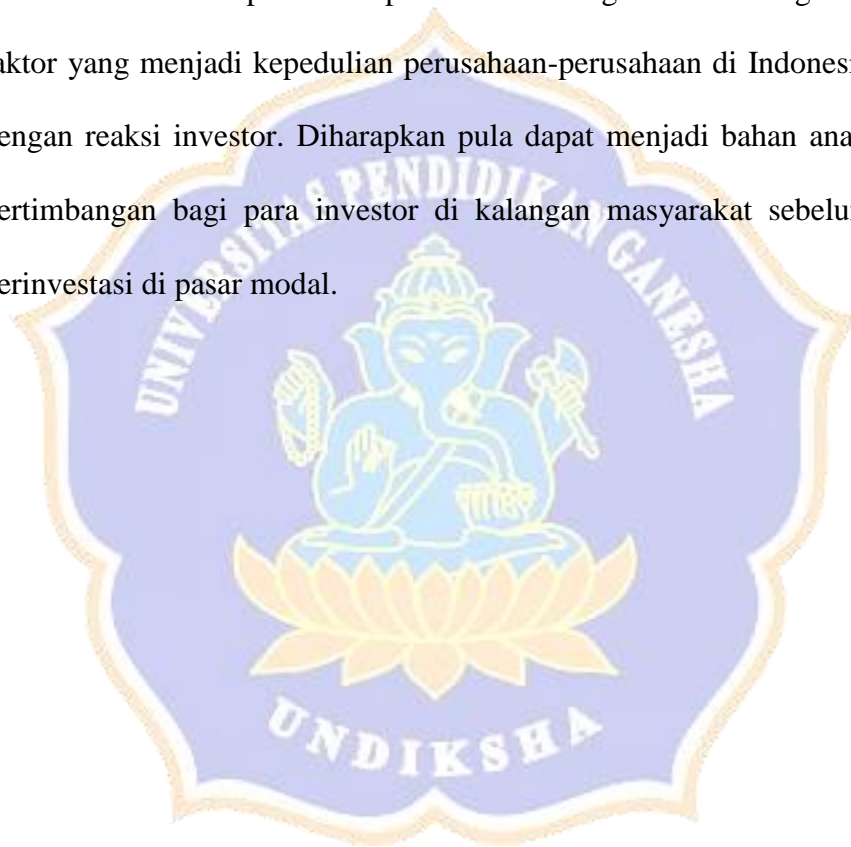 aktor yang menjadi kepedulian perusahaan-perusahaan di Indonesi
engan reaksi investor. Diharapkan pula dapat menjadi bahan ana
ertimbangan bagi para investor di kalangan masyarakat sebelu
erinvestasi di pasar modal.
UNIVERSITAS PENDIDIKAN GANESHA
UNDIKSHA